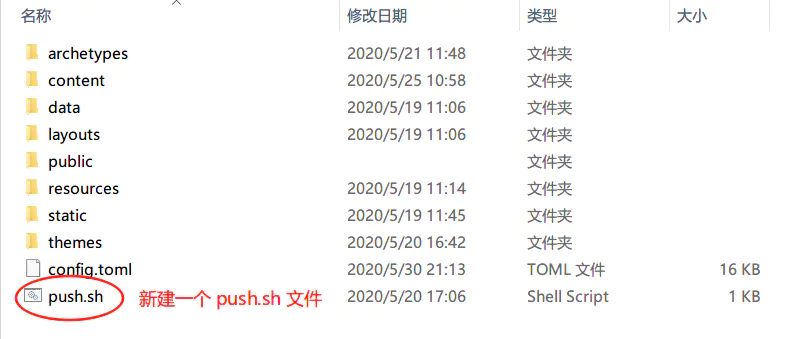 名称 修改日期 类型 大小
archetypes 2020/5/21 11:48 文件夹
content 2020/5/25 10:58 文件夹
data 2020/5/19 11:06 文件夹
layouts 2020/5/19 11:06 文件夹
public 文件夹
resources 2020/5/19 11:14 文件夹
static 2020/5/19 11:45 文件夹
themes 2020/5/20 16:42 文件夹
config.toml 2020/5/30 21:13 TOML 文件 16 KB
push.sh 新建一个 push.sh 文件 2020/5/20 17:06 Shell Script 1 KB